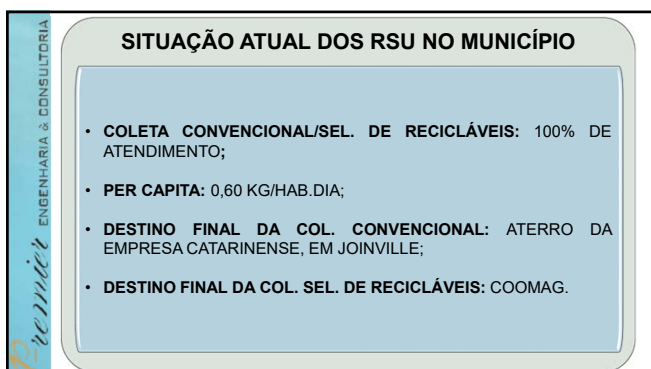 SITUAÇÃO ATUAL DOS RSU NO MUNICÍPIO
• COLETA CONVENCIONAL/SEL. DE RECICLÁVEIS: 100% DE
ATENDIMENTO;
• PER CAPITA: 0,60 KG/HAB.DIA;
• DESTINO FINAL DA COL. CONVENCIONAL: ATERRO DA
EMPRESA CATARINENSE, EM JOINVILLE;
• DESTINO FINAL DA COL. SEL. DE RECICLÁVEIS: COOMAG.
Premier ENGENHARIA & CONSULTORIA